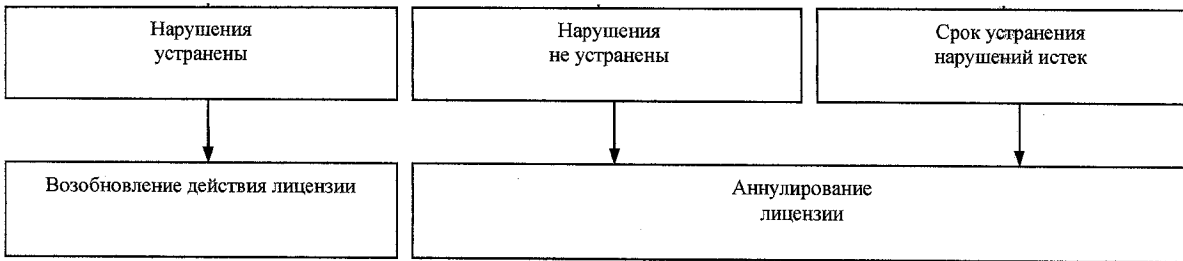 Нарушения
устранены
Нарушения
не устранены
Срок устранения
нарушений истек
Возобновление действия лицензии
Аннулирование
лицензии